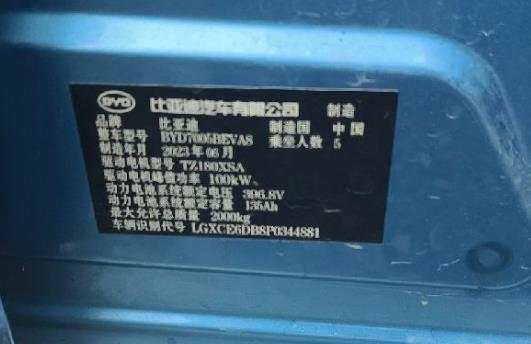 BYD 比亚迪汽车有限公司 制造
品牌 比亚迪 制造国 中国
整车型号 BYD7005BEVA8 乘坐人数 5
制造年月 2023年06月
驱动电机型号 TZ180XSA
驱动电机峰值功率 100kW
动力电池系统额定电压 396.8V
动力电池系统额定容量 135Ah
最大允许总质量 2000kg
车辆识别代号 LGXCE6DB8P0344881